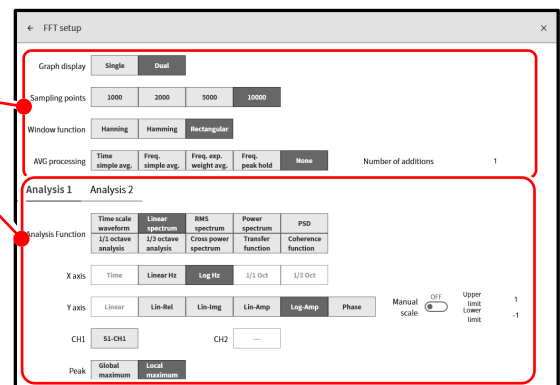 ← FFT setup ×
Graph display Single Dual
Sampling points 1000 2000 5000 10000
Window function Hanning Hamming Rectangular
AVG processing Time simple avg. Freq. simple avg. Freq. exp. weight avg. Freq. peak hold None Number of additions 1
Analysis 1 Analysis 2
Analysis Function Time scale waveform Linear spectrum RMS spectrum Power spectrum PSD
1/1 octave analysis 1/3 octave analysis Cross power spectrum Transfer function Coherence function
X axis Time Linear Hz Log Hz 1/1 Oct 1/3 Oct
Y axis Linear Lin-Rel Lin-Img Lin-Amp Log-Amp Phase Manual scale OFF Upper limit 1
Lower limit -1
CH1 S1-CH1 CH2 ---
Peak Global maximum Local maximum